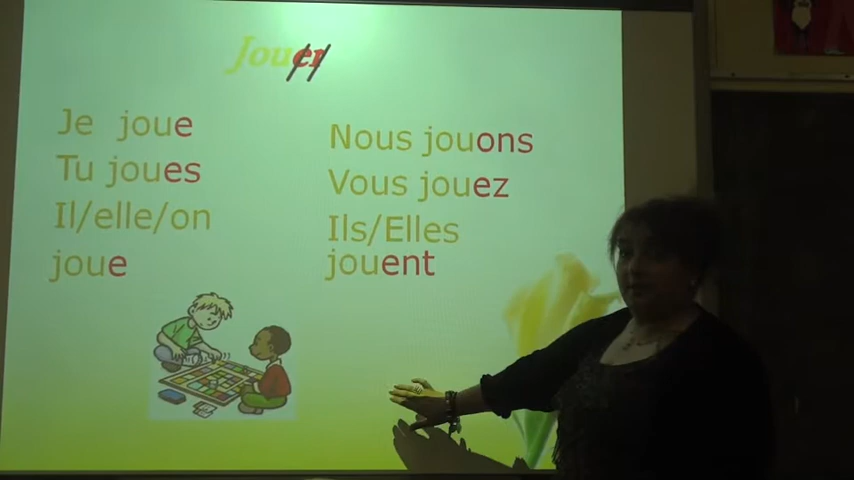 Jouer
Je joue
Tu joues
Il/elle/on
joue
Nous jouons
Vous jouez
Ils/Elles
jouent